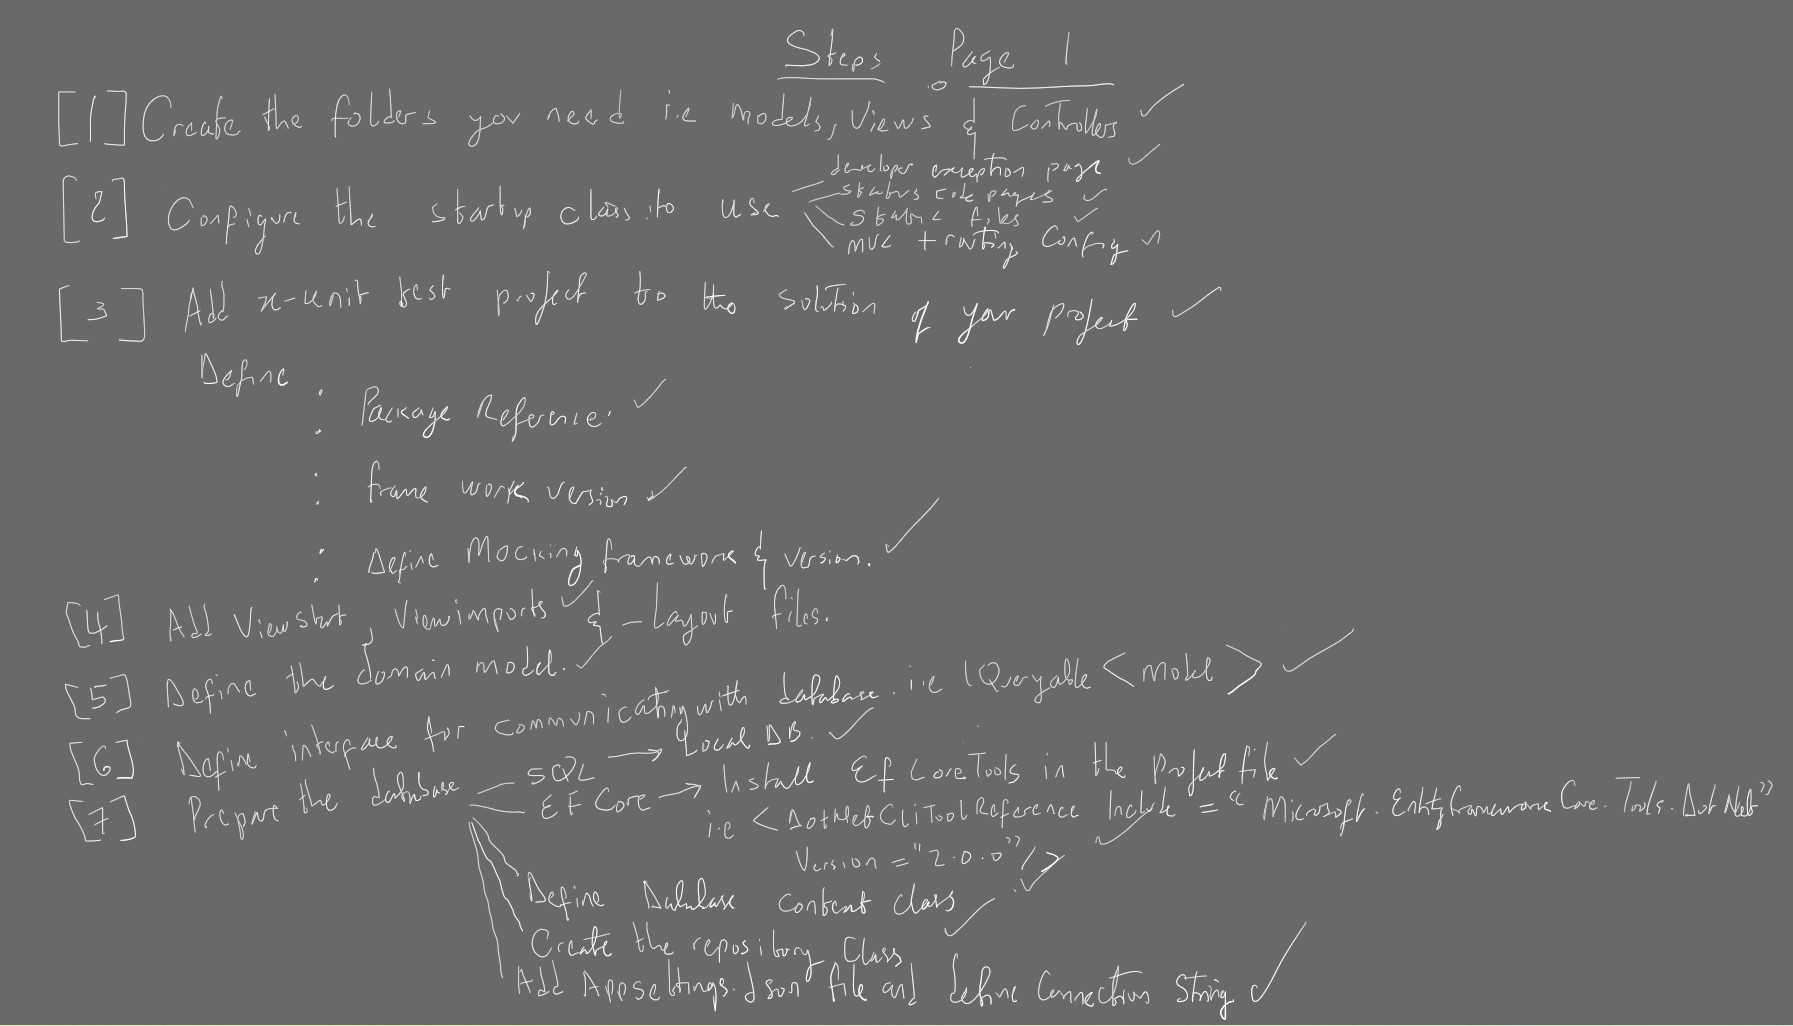 Steps Page 1
[1] Create the folders you need i.e models, Views & Controllers ✓
[2] Configure the startup class to use
developer exception page ✓
status code pages ✓
static files ✓
mvc + routing Config ✓
[3] Add x-unit test project to the solution of your project ✓
Define
: Package Reference. ✓
: frame work version ✓
: Define Mocking framework & version. ✓
[4] Add Viewstart, Viewimports ✓ & _Layout files.
[5] Define the domain model. ✓
[6] Define interface for communicating with database. i.e IQueryable <Model> ✓
[7] Prepare the database
SQL → Local DB. ✓
EF Core → Install Ef Core Tools in the Project file ✓
i.e <DotNetCliToolReference Include = "Microsoft.EntityframeworkCore.Tools.DotNet"
Version = "2.0.0"/> ✓
Define Database content class ✓
Create the repository Class ✓
Add Appsettings.Json file and define Connection String ✓